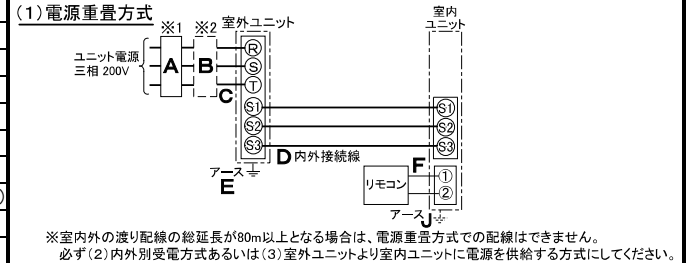 (1)電源重畳方式
※1 ※2 室外ユニット 室内ユニット
ユニット電源
三相 200V
A B C
R
S
T
S1 S1
S2 S2
S3 S3
D 内外接続線
アース
E
F
リモコン ① ②
アース J
※室内外の渡り配線の総延長が80m以上となる場合は、電源重畳方式での配線はできません。
必ず(2)内外別受電方式あるいは(3)室外ユニットより室内ユニットに電源を供給する方式にしてください。